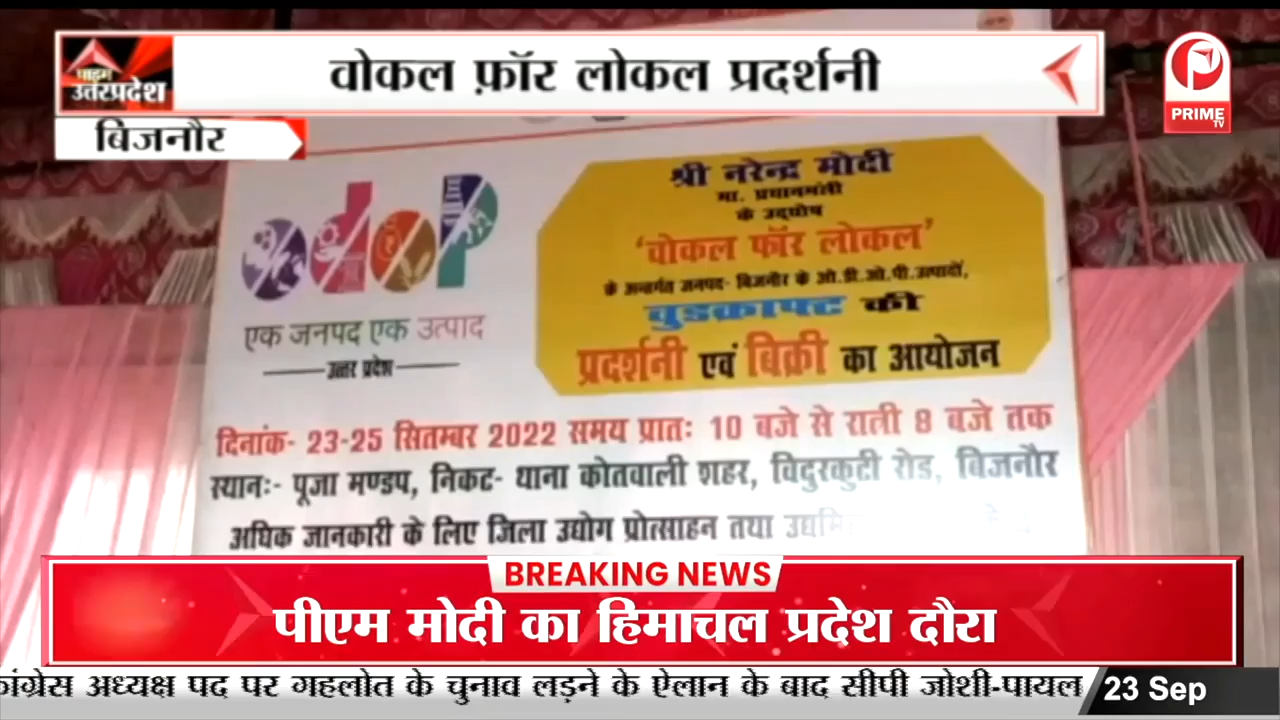 वोकल फ़ॉर लोकल प्रदर्शनी
प्राइम
उत्तरप्रदेश
PRIME
TV
बिजनौर
odop
एक जनपद एक उत्पाद
उत्तर प्रदेश
श्री नरेन्द्र मोदी
मा. प्रधानमंत्री
के उद्घोष
'वोकल फॉर लोकल'
के अन्तर्गत जनपद- बिजनौर के ओ.डी.ओ.पी. उत्पादों,
वुडक्राफ्ट की
प्रदर्शनी एवं बिक्री का आयोजन
दिनांक- 23-25 सितम्बर 2022 समय प्रातः 10 बजे से रात्री 8 बजे तक
स्थानः- पूजा मण्डप, निकट- थाना कोतवाली शहर, विदुरकुटी रोड, बिजनौर
अधिक जानकारी के लिए जिला उद्योग प्रोत्साहन तथा
BREAKING NEWS
पीएम मोदी का हिमाचल प्रदेश दौरा
कांग्रेस अध्यक्ष पद पर गहलोत के चुनाव लड़ने के ऐलान के बाद सीपी जोशी-पायल
23 Sep